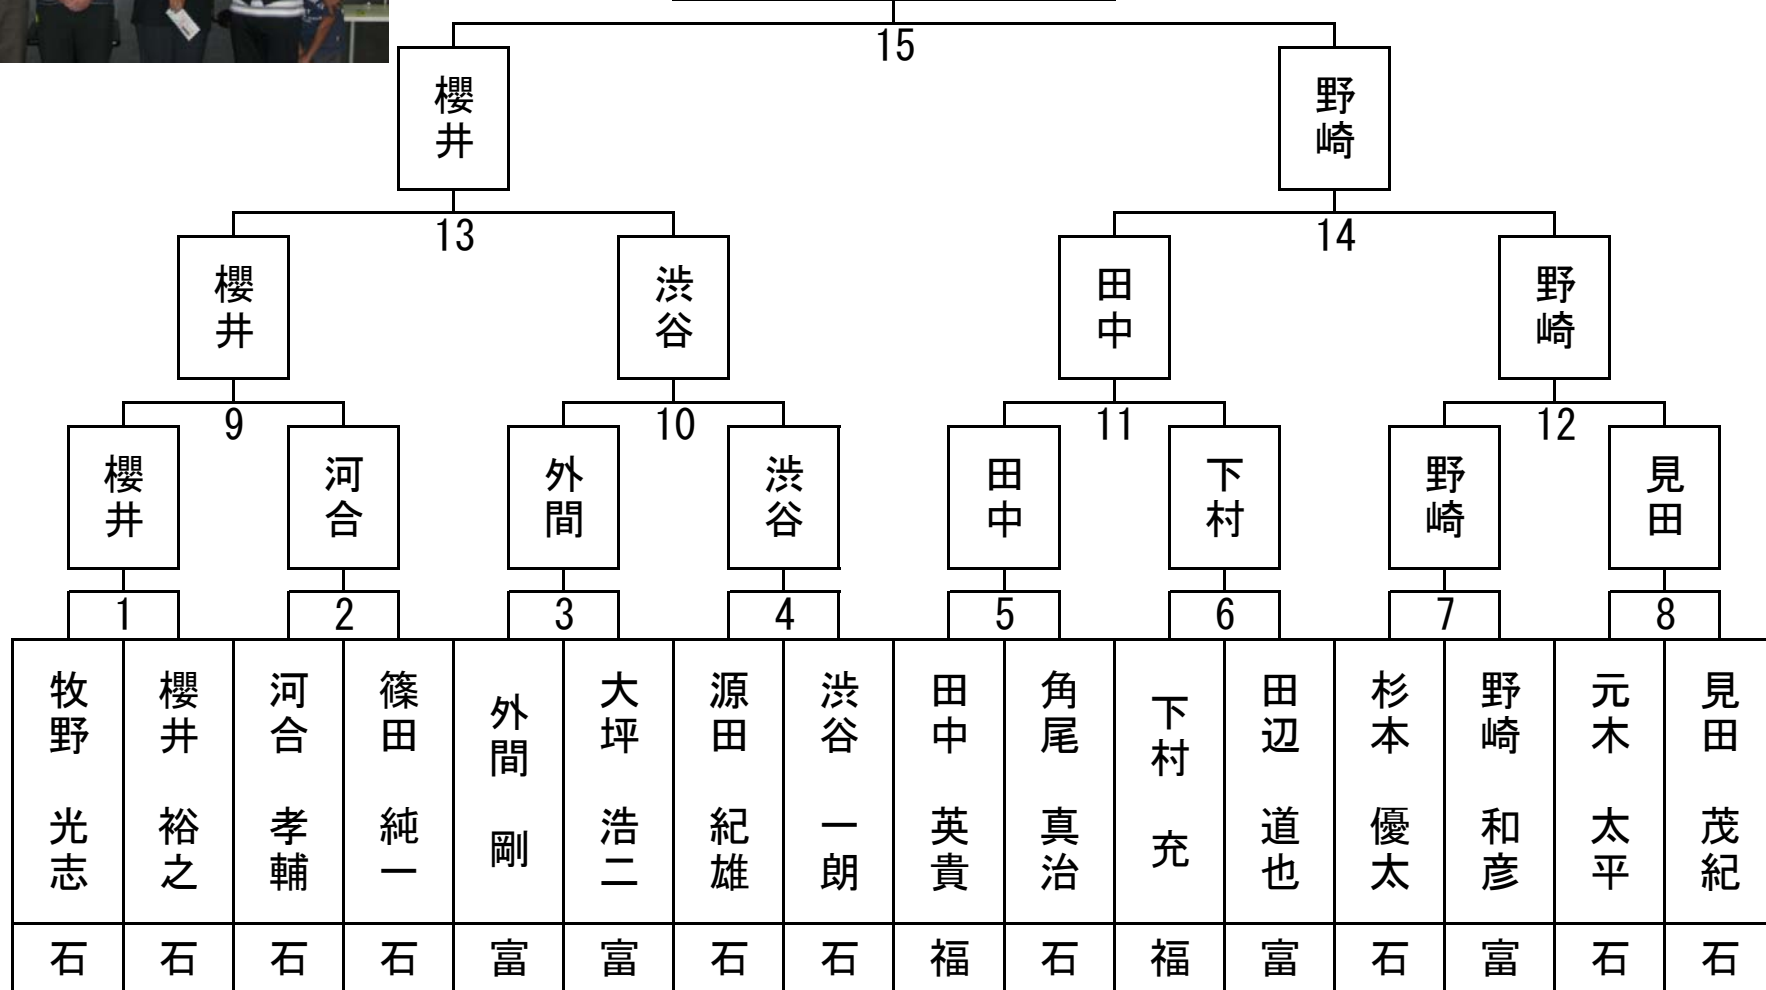 15
櫻井
野崎
13
14
櫻井
渋谷
田中
野崎
9
10
11
12
櫻井
河合
外間
渋谷
田中
下村
野崎
見田
1
2
3
4
5
6
7
8
牧野 光志
櫻井 裕之
河合 孝輔
篠田 純一
外間 剛
大坪 浩二
源田 紀雄
渋谷 一朗
田中 英貴
角尾 真治
下村 充
田辺 道也
杉本 優太
野崎 和彦
元木 太平
見田 茂紀
石
石
石
石
富
富
石
石
福
石
福
富
石
富
石
石